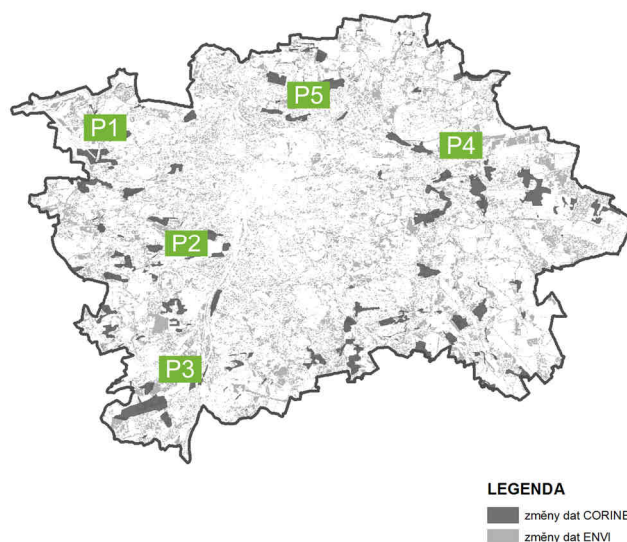 P5
P1
P4
P2
P3
LEGENDA
změny dat CORINE
změny dat ENVI